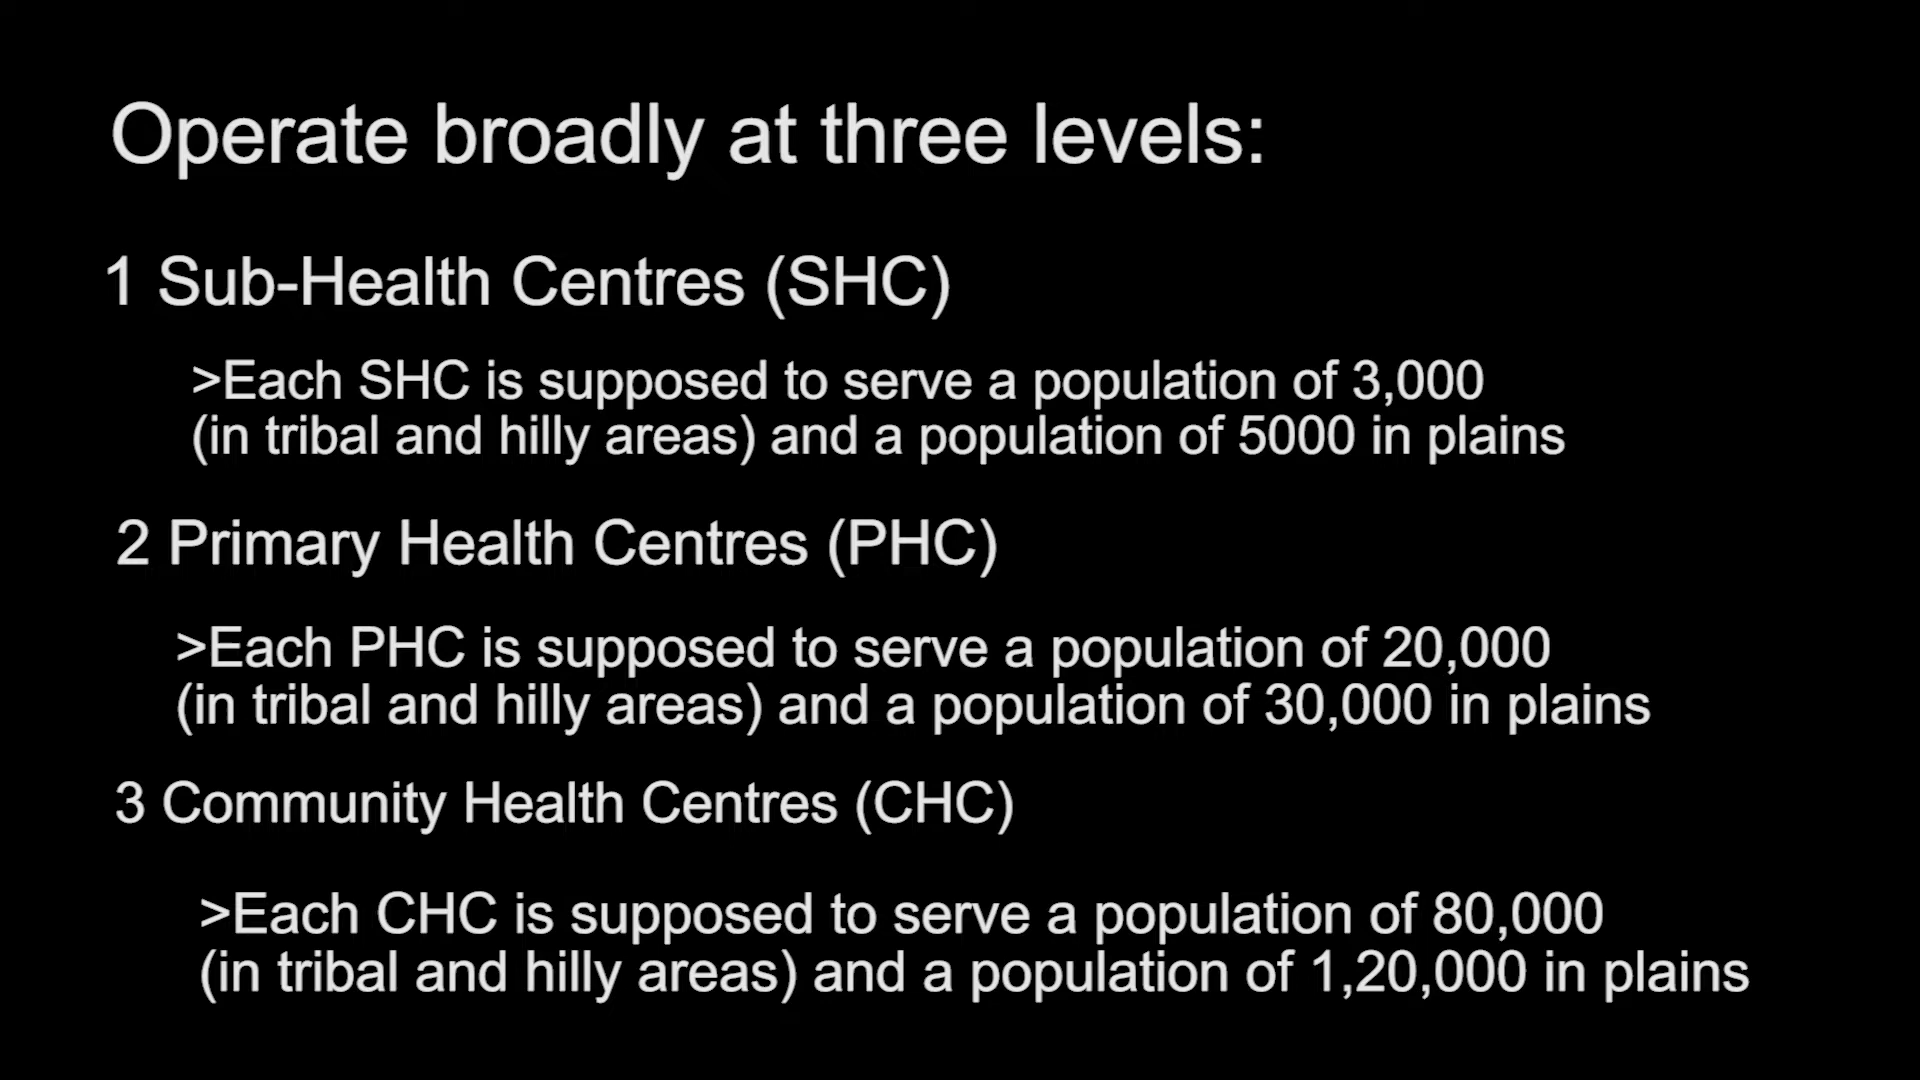 Operate broadly at three levels:
1 Sub-Health Centres (SHC)
>Each SHC is supposed to serve a population of 3,000
(in tribal and hilly areas) and a population of 5000 in plains
2 Primary Health Centres (PHC)
>Each PHC is supposed to serve a population of 20,000
(in tribal and hilly areas) and a population of 30,000 in plains
3 Community Health Centres (CHC)
>Each CHC is supposed to serve a population of 80,000
(in tribal and hilly areas) and a population of 1,20,000 in plains